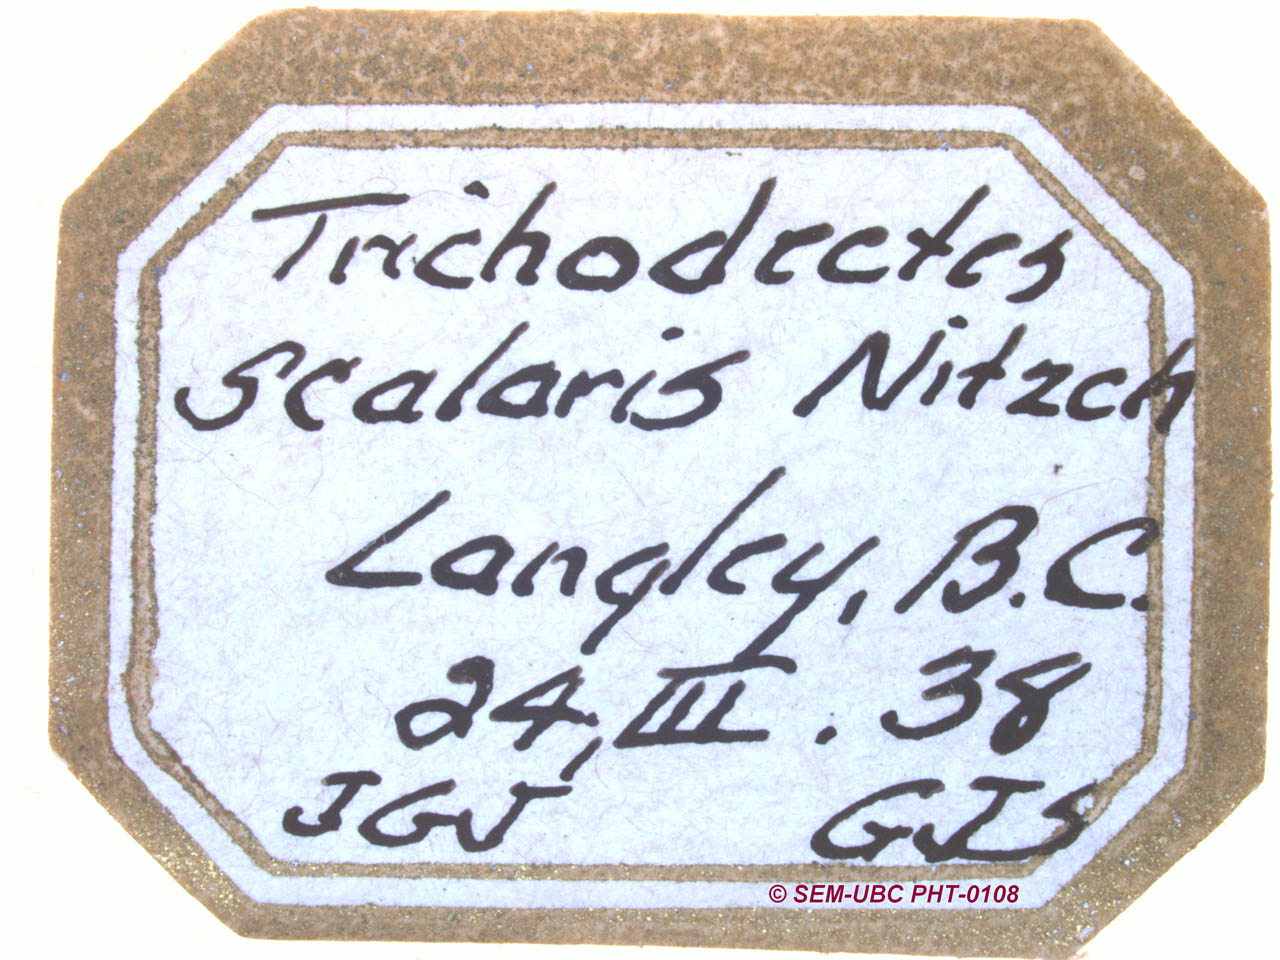 Trichodectes
scalaris Nitzch
Langley, B.C.
24, III. 38
JGJ GJS
© SEM-UBC PHT-0108